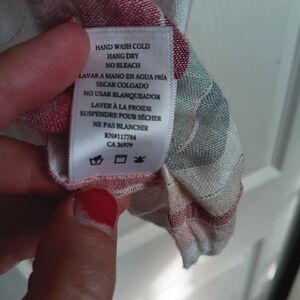 HAND WASH COLD
HANG DRY
NO BLEACH
LAVAR A MANO EN AGUA FRÍA
SECAR COLGADO
NO USAR BLANQUEADOR
LAVER À LA FROIDE
SUSPENDRE POUR SÉCHER
NE PAS BLANCHIR
RN#117784
CA 36979